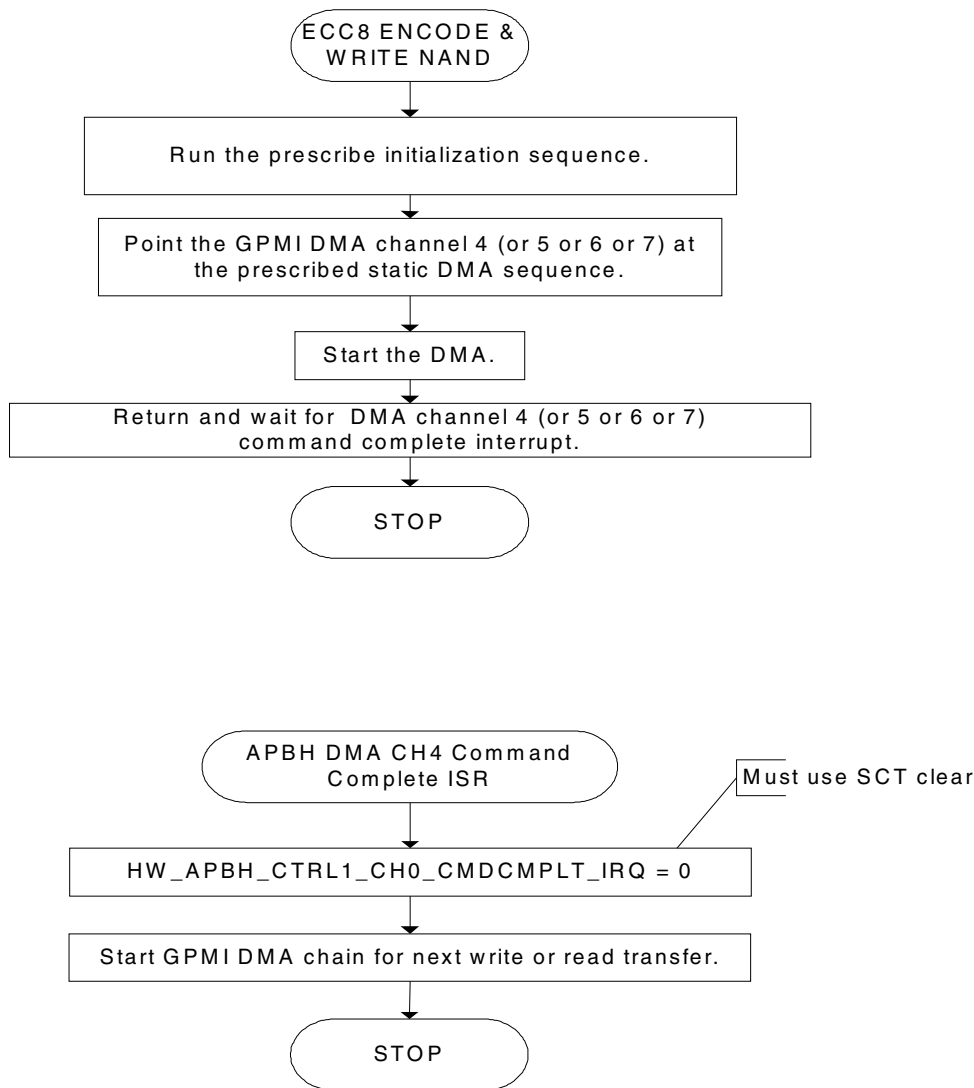 ECC8 ENCODE &
WRITE NAND
Run the prescribe initialization sequence.
Point the GPMI DMA channel 4 (or 5 or 6 or 7) at
the prescribed static DMA sequence.
Start the DMA.
Return and wait for DMA channel 4 (or 5 or 6 or 7)
command complete interrupt.
STOP
APBH DMA CH4 Command
Complete ISR
Must use SCT clear
HW_APBH_CTRL1_CH0_CMDCMPLT_IRQ = 0
Start GPMI DMA chain for next write or read transfer.
STOP